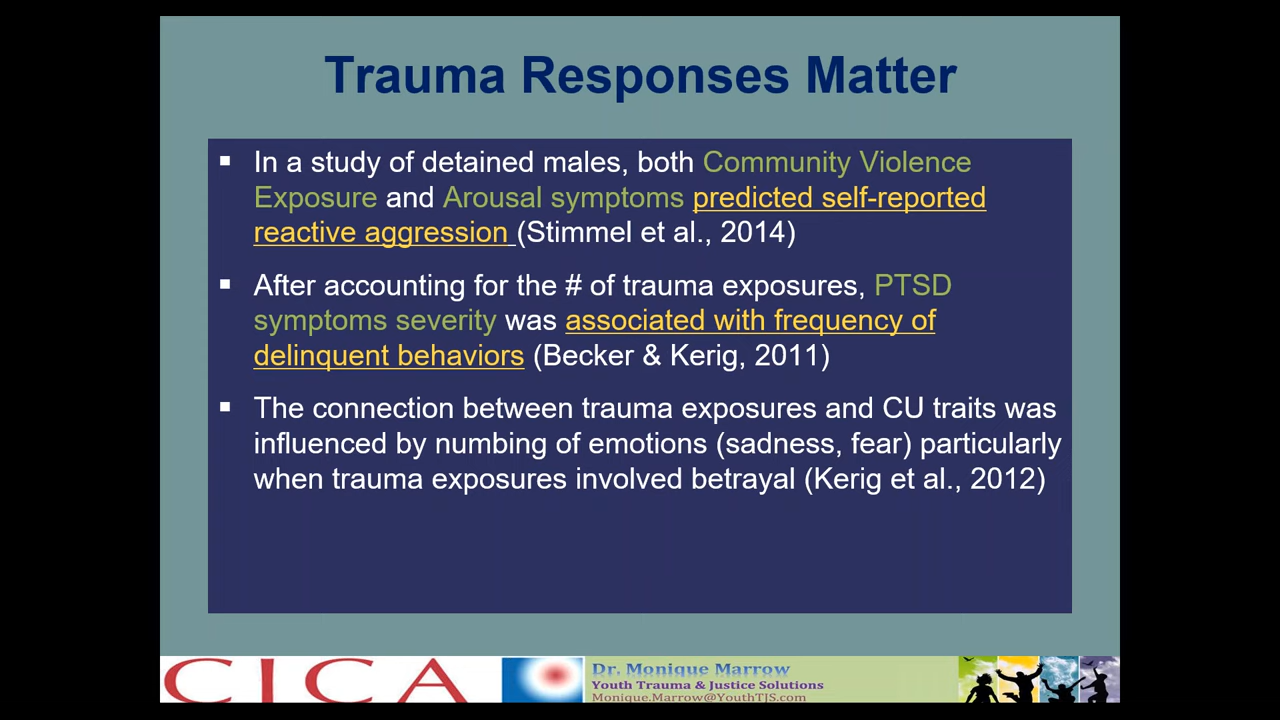 Trauma Responses Matter
▪ In a study of detained males, both Community Violence
Exposure and Arousal symptoms predicted self-reported
reactive aggression (Stimmel et al., 2014)
▪ After accounting for the # of trauma exposures, PTSD
symptoms severity was associated with frequency of
delinquent behaviors (Becker & Kerig, 2011)
▪ The connection between trauma exposures and CU traits was
influenced by numbing of emotions (sadness, fear) particularly
when trauma exposures involved betrayal (Kerig et al., 2012)
CICA
Dr. Monique Marrow
Youth Trauma & Justice Solutions
Monique.Marrow@YouthTJS.com